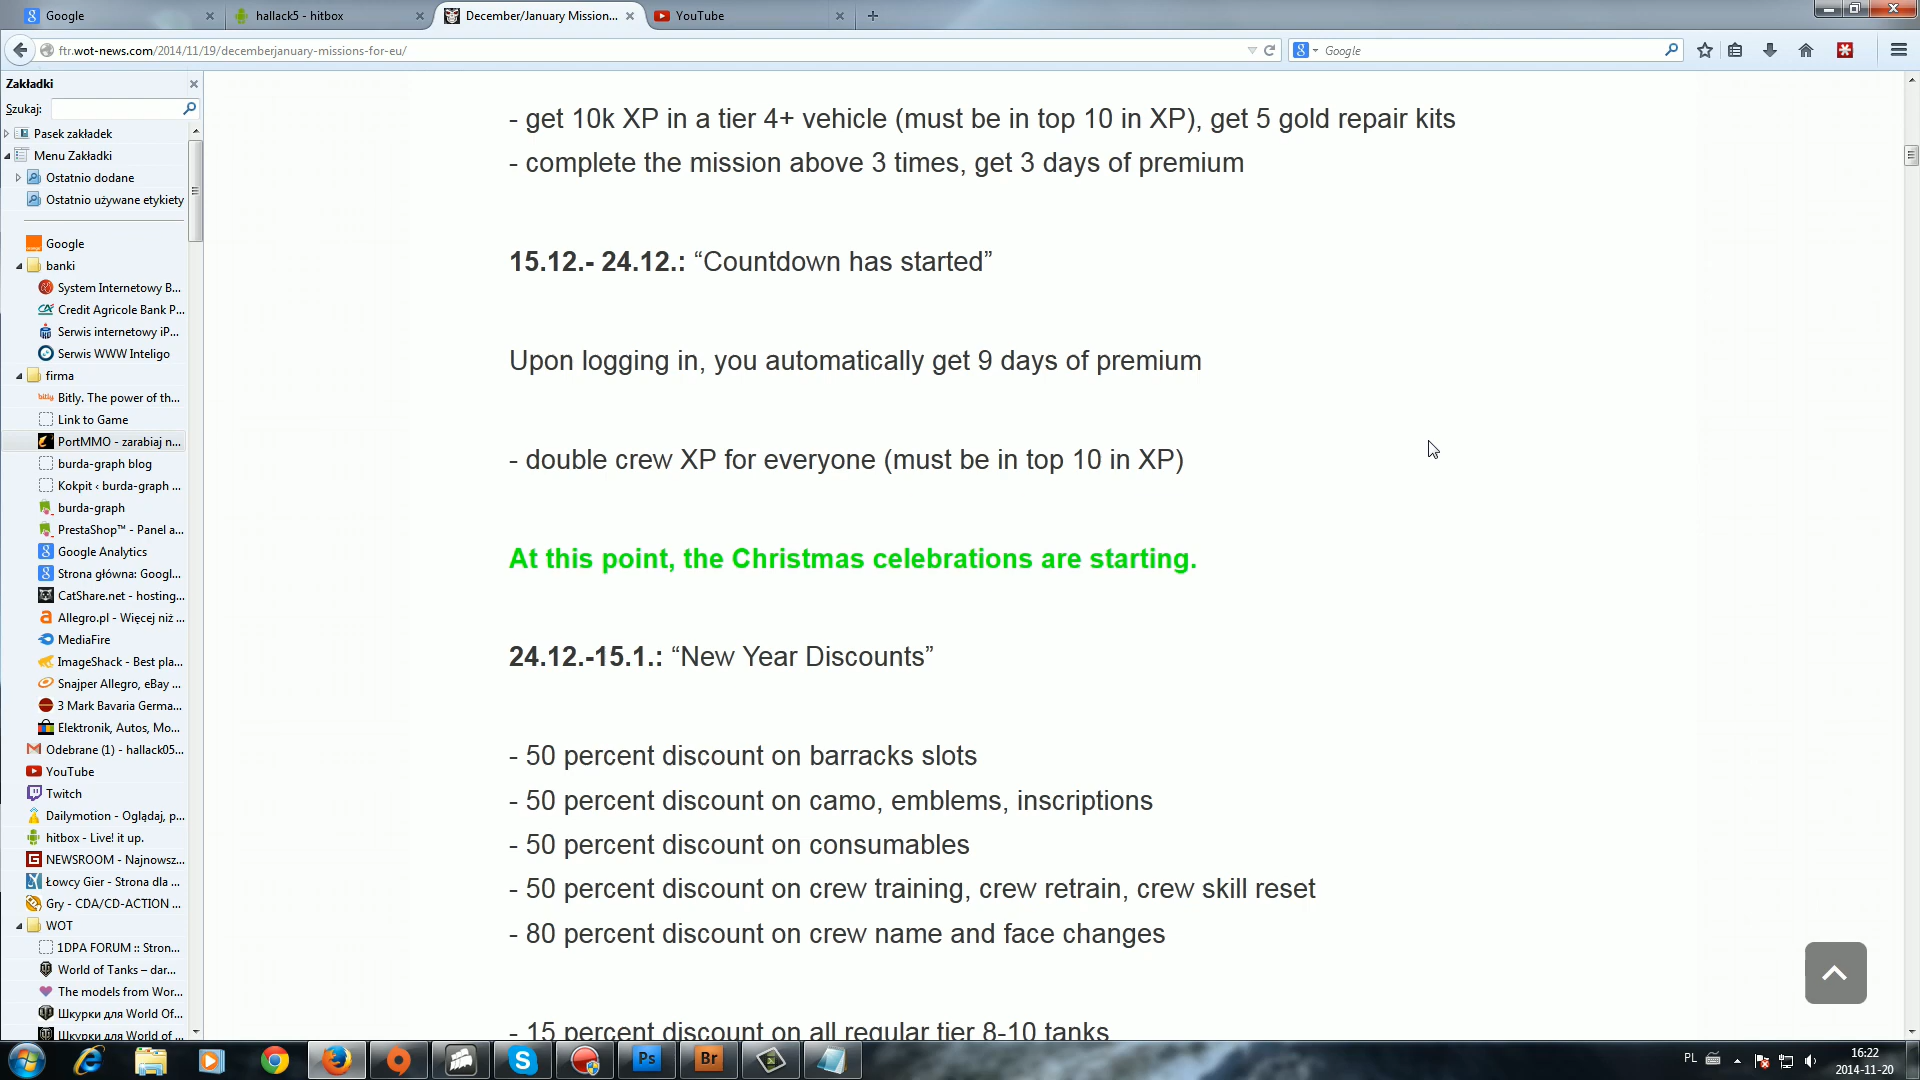 Google
hallack5 - hitbox
December/January Mission...
YouTube
ftr.wot-news.com/2014/11/19/decemberjanuary-missions-for-eu/
Google
Zakładki
Szukaj:
Pasek zakładek
Menu Zakładki
Ostatnio dodane
Ostatnio używane etykiety
Google
banki
System Internetowy B...
Credit Agricole Bank P...
Serwis internetowy iP...
Serwis WWW Inteligo
firma
Bitly. The power of th...
Link to Game
PortMMO - zarabiaj n...
burda-graph blog
Kokpit ‹ burda-graph ...
burda-graph
PrestaShop™ - Panel a...
Google Analytics
Strona główna: Googl...
CatShare.net - hosting...
Allegro.pl - Więcej niż ...
MediaFire
ImageShack - Best pla...
Snajper Allegro, eBay ...
3 Mark Bavaria Germa...
Elektronik, Autos, Mo...
Odebrane (1) - hallack05...
YouTube
Twitch
Dailymotion - Oglądaj, p...
hitbox - Live! it up.
NEWSROOM - Najnowsz...
Łowcy Gier - Strona dla ...
Gry - CDA/CD-ACTION ...
WOT
1DPA FORUM :: Stron...
World of Tanks – dar...
The models from Wor...
Шкурки для World Of...
Шкурки для World of ...
- get 10k XP in a tier 4+ vehicle (must be in top 10 in XP), get 5 gold repair kits
- complete the mission above 3 times, get 3 days of premium
15.12.- 24.12.: “Countdown has started”
Upon logging in, you automatically get 9 days of premium
- double crew XP for everyone (must be in top 10 in XP)
At this point, the Christmas celebrations are starting.
24.12.-15.1.: “New Year Discounts”
- 50 percent discount on barracks slots
- 50 percent discount on camo, emblems, inscriptions
- 50 percent discount on consumables
- 50 percent discount on crew training, crew retrain, crew skill reset
- 80 percent discount on crew name and face changes
- 15 percent discount on all regular tier 8-10 tanks
Ps
Br
PL
16:22
2014-11-20